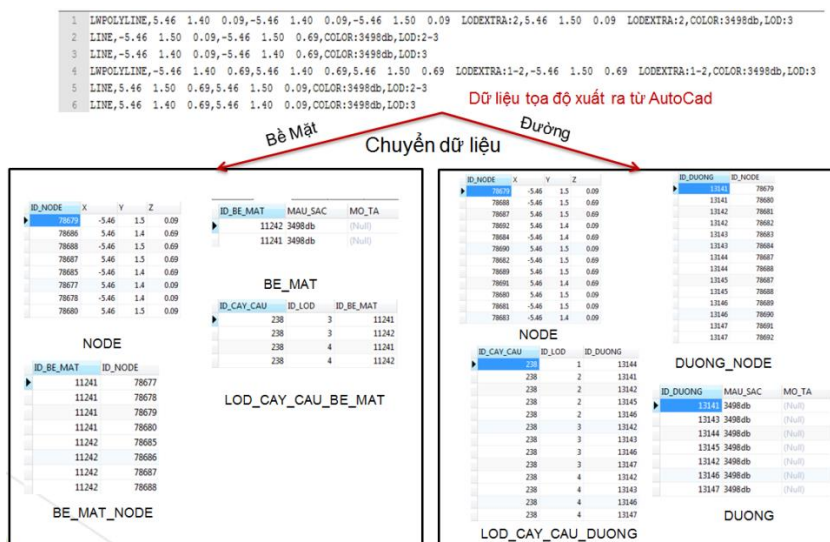 1 LWPOLYLINE,5.46 1.40 0.09,-5.46 1.40 0.09,-5.46 1.50 0.09 LODEXTRA:2,5.46 1.50 0.09 LODEXTRA:2,COLOR:3498db,LOD:3
2 LINE,-5.46 1.50 0.09,-5.46 1.50 0.69,COLOR:3498db,LOD:2-3
3 LINE,-5.46 1.40 0.09,-5.46 1.40 0.69,COLOR:3498db,LOD:3
4 LWPOLYLINE,-5.46 1.40 0.69,5.46 1.40 0.69,5.46 1.50 0.69 LODEXTRA:1-2,-5.46 1.50 0.69 LODEXTRA:1-2,COLOR:3498db,LOD:3
5 LINE,5.46 1.50 0.69,5.46 1.50 0.09,COLOR:3498db,LOD:2-3
6 LINE,5.46 1.40 0.69,5.46 1.40 0.09,COLOR:3498db,LOD:3
Dữ liệu tọa độ xuất ra từ AutoCad
Bề Mặt
Chuyển dữ liệu
Đường
ID_NODE X Y Z
78679 -5.46 1.5 0.09
78686 5.46 1.4 0.69
78688 -5.46 1.5 0.69
78687 5.46 1.5 0.69
78685 -5.46 1.4 0.69
78677 5.46 1.4 0.09
78678 -5.46 1.4 0.09
78680 5.46 1.5 0.09
NODE
ID_BE_MAT MAU_SAC MO_TA
11242 3498db (Null)
11241 3498db (Null)
BE_MAT
ID_CAY_CAU ID_LOD ID_BE_MAT
238 3 11241
238 3 11242
238 4 11241
238 4 11242
LOD_CAY_CAU_BE_MAT
ID_BE_MAT ID_NODE
11241 78677
11241 78678
11241 78679
11241 78680
11242 78685
11242 78686
11242 78687
11242 78688
BE_MAT_NODE
ID_NODE X Y Z
78679 -5.46 1.5 0.09
78688 -5.46 1.5 0.69
78687 5.46 1.5 0.69
78692 5.46 1.4 0.09
78684 -5.46 1.4 0.69
78690 5.46 1.5 0.09
78682 -5.46 1.5 0.69
78689 5.46 1.5 0.69
78691 5.46 1.4 0.69
78680 5.46 1.5 0.09
78681 -5.46 1.5 0.09
78683 -5.46 1.4 0.09
NODE
ID_DUONG ID_NODE
13141 78679
13141 78680
13142 78681
13142 78682
13143 78683
13143 78684
13144 78687
13144 78688
13145 78687
13145 78688
13146 78689
13146 78690
13147 78691
13147 78692
DUONG_NODE
ID_CAY_CAU ID_LOD ID_DUONG
238 1 13144
238 2 13141
238 2 13142
238 2 13145
238 2 13146
238 3 13142
238 3 13143
238 3 13146
238 3 13147
238 4 13142
238 4 13143
238 4 13146
238 4 13147
LOD_CAY_CAU_DUONG
ID_DUONG MAU_SAC MO_TA
13141 3498db (Null)
13143 3498db (Null)
13144 3498db (Null)
13145 3498db (Null)
13142 3498db (Null)
13146 3498db (Null)
13147 3498db (Null)
DUONG